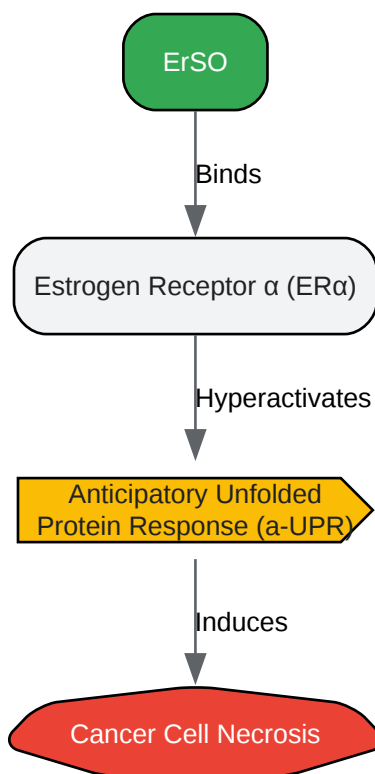 ErSO
Binds
Estrogen Receptor α (ERα)
Hyperactivates
Anticipatory Unfolded
Protein Response (a-UPR)
Induces
Cancer Cell Necrosis